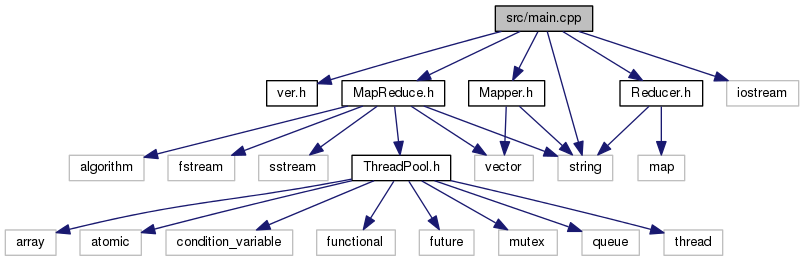 src/main.cpp
ver.h
MapReduce.h
Mapper.h
Reducer.h
iostream
algorithm
fstream
sstream
ThreadPool.h
vector
string
map
array
atomic
condition_variable
functional
future
mutex
queue
thread